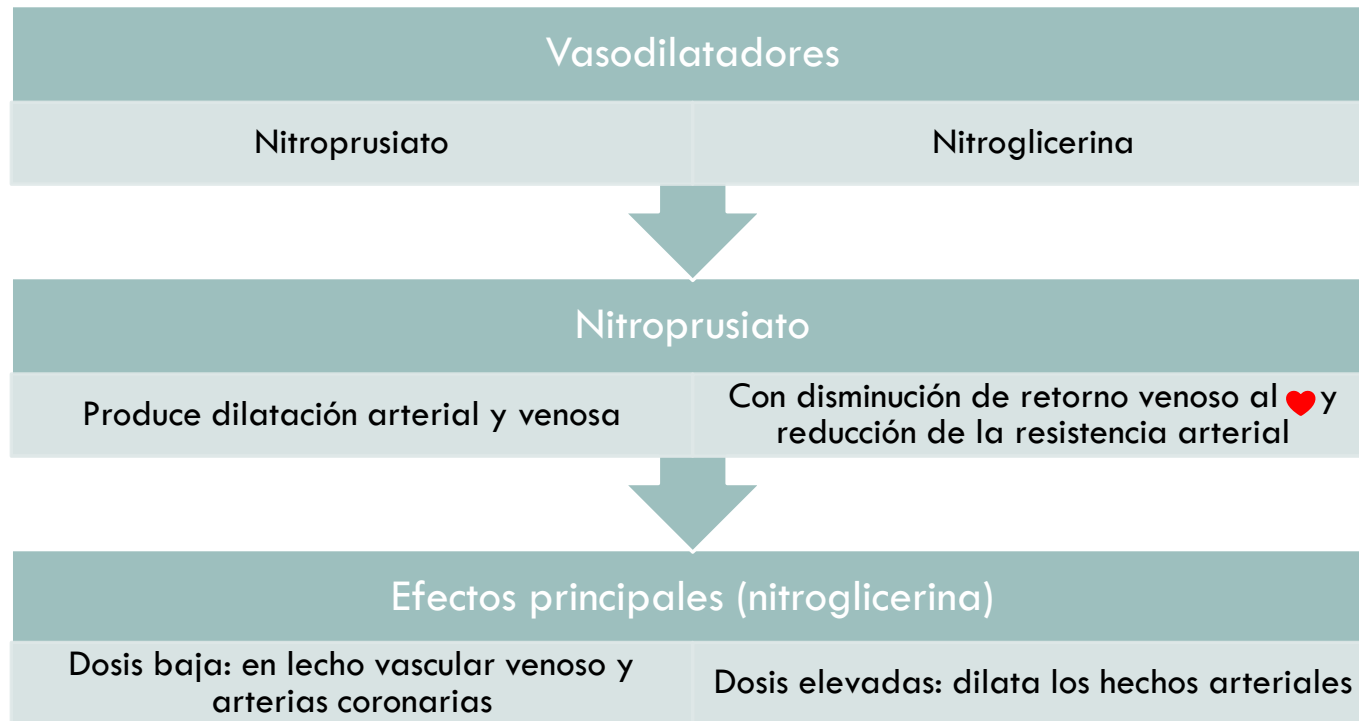 Vasodilatadores
Nitroprusiato
Nitroglicerina
Nitroprusiato
Produce dilatación arterial y venosa
Con disminución de retorno venoso al ❤ y
reducción de la resistencia arterial
Efectos principales (nitroglicerina)
Dosis baja: en lecho vascular venoso y
arterias coronarias
Dosis elevadas: dilata los hechos arteriales